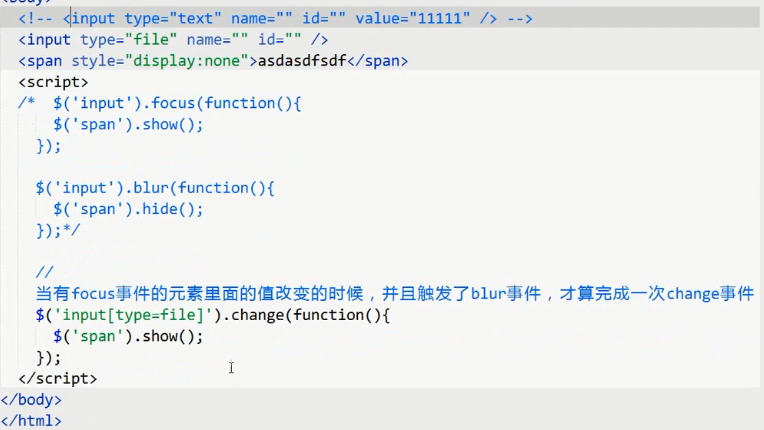 <body>
<!-- <input type="text" name="" id="" value="11111" /> -->
<input type="file" name="" id="" />
<span style="display:none">asdasdfsdf</span>
<script>
/*  $('input').focus(function(){
$('span').show();
});
$('input').blur(function(){
$('span').hide();
});*/
//
当有focus事件的元素里面的值改变的时候，并且触发了blur事件，才算完成一次change事件
$('input[type=file]').change(function(){
$('span').show();
});
</script>
</body>
</html>